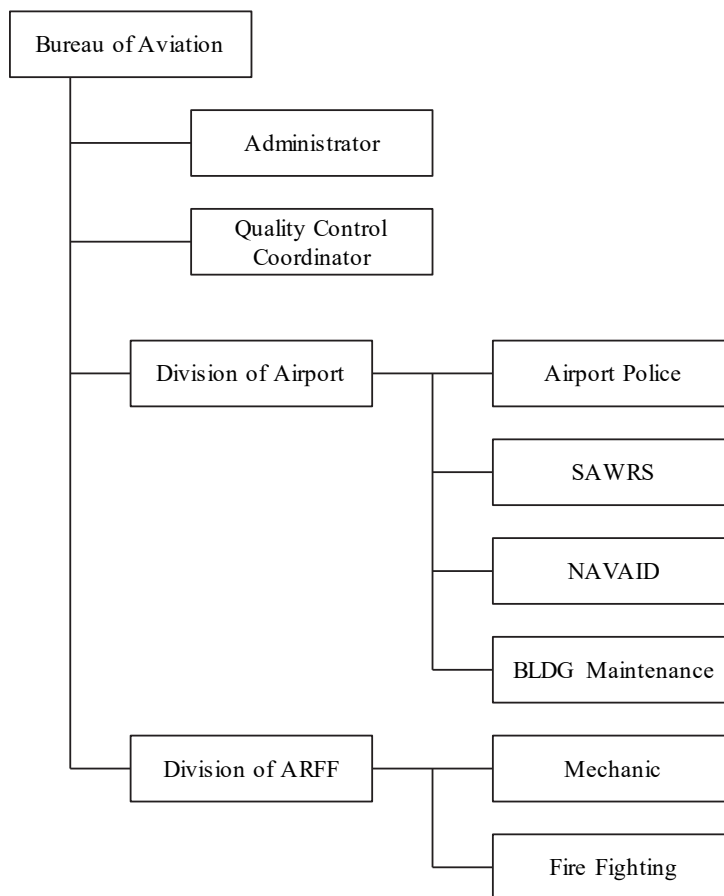 Bureau of Aviation
Administrator
Quality Control
Coordinator
Division of Airport
Airport Police
SAWRS
NAVAID
BLDG Maintenance
Division of ARFF
Mechanic
Fire Fighting